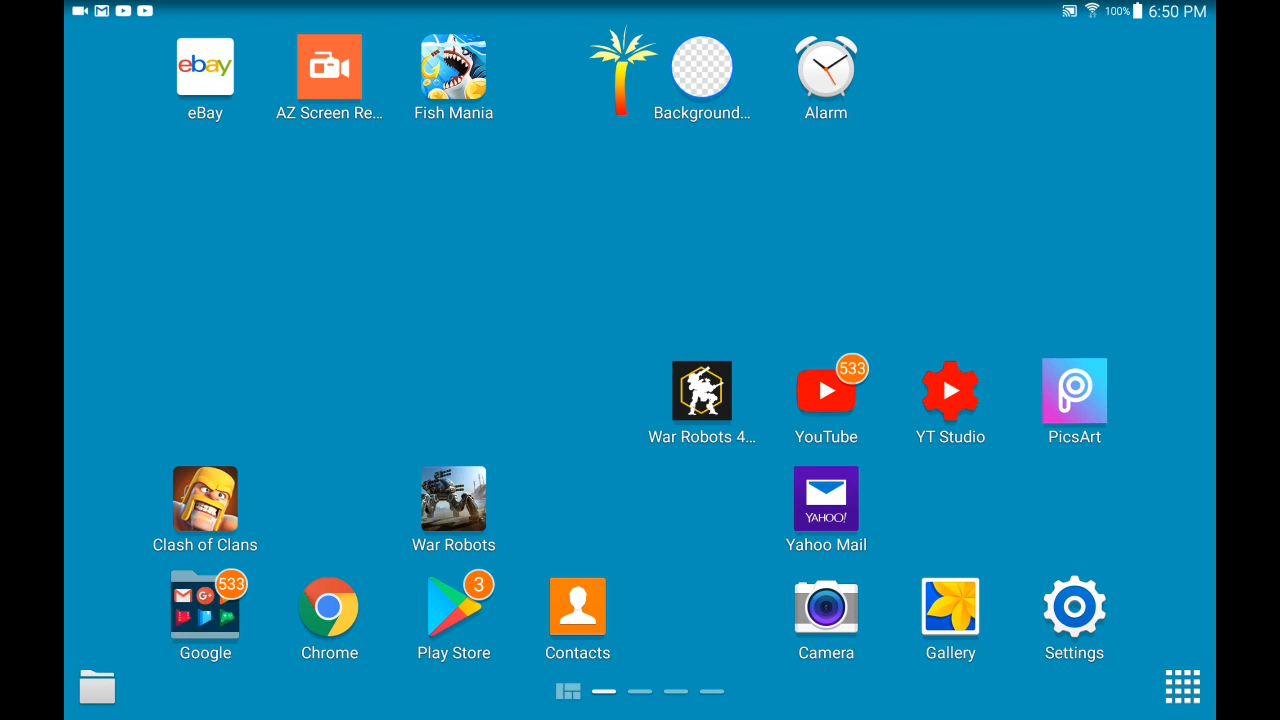 100% 6:50 PM
ebay
eBay
AZ Screen Re...
Fish Mania
Background...
Alarm
533
War Robots 4...
YouTube
YT Studio
PicsArt
YAHOO!
Clash of Clans
War Robots
Yahoo Mail
533
3
Google
Chrome
Play Store
Contacts
Camera
Gallery
Settings